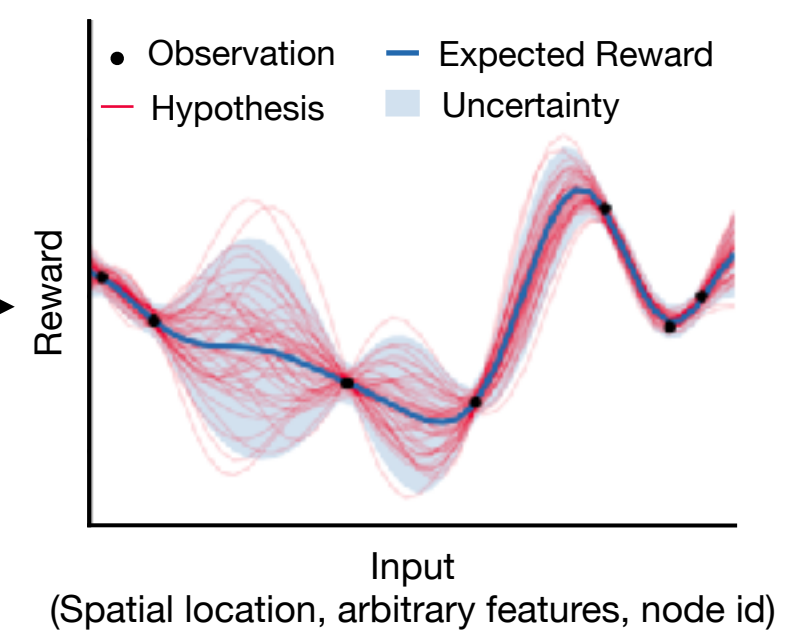 Observation
Expected Reward
Hypothesis
Uncertainty
Reward
Input
(Spatial location, arbitrary features, node id)